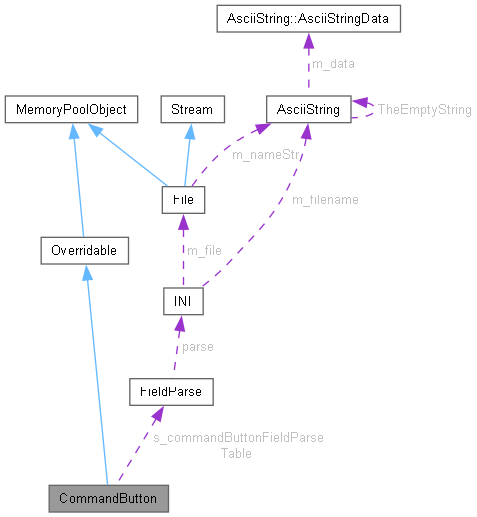 AsciiString::AsciiStringData
m_data
MemoryPoolObject
Stream
AsciiString
TheEmptyString
m_nameStr
File
m_filename
Overridable
m_file
INI
parse
FieldParse
s_commandButtonFieldParse
Table
CommandButton